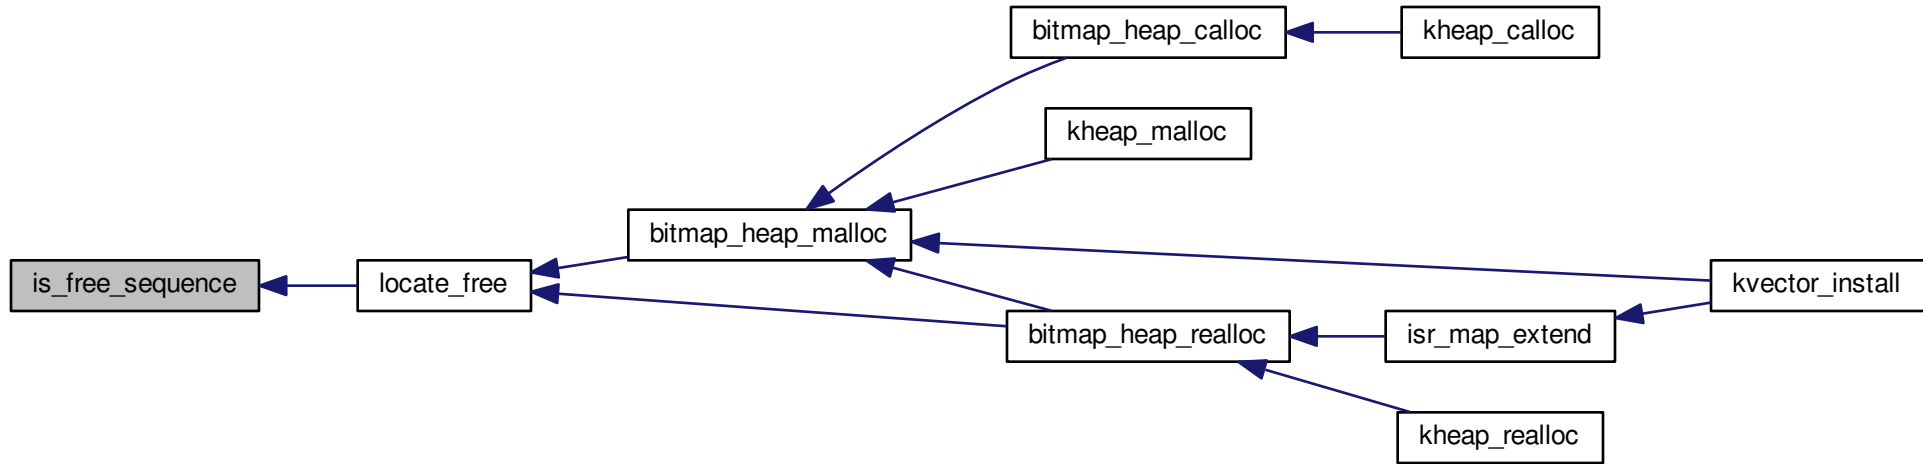 bitmap_heap_calloc
kheap_calloc
kheap_malloc
bitmap_heap_malloc
is_free_sequence
locate_free
kvector_install
bitmap_heap_realloc
isr_map_extend
kheap_realloc